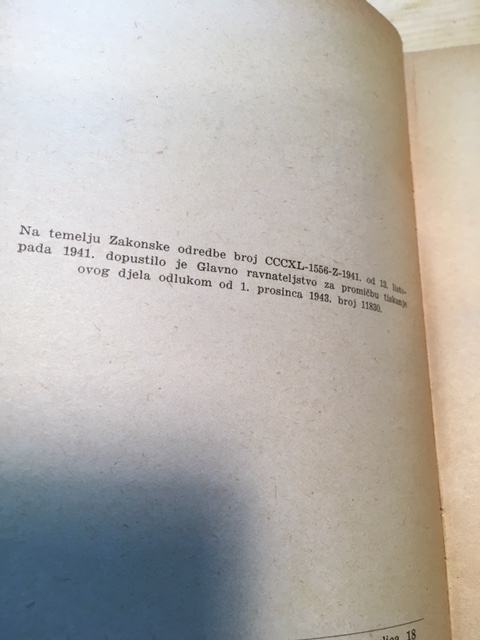 Na temelju Zakonske odredbe broj CCCXL-1556-Z-1941. od 13. listo-
pada 1941. dopustilo je Glavno ravnateljstvo za promičbu tiskanje
ovog djela odlukom od 1. prosinca 1943. broj 11830.
18